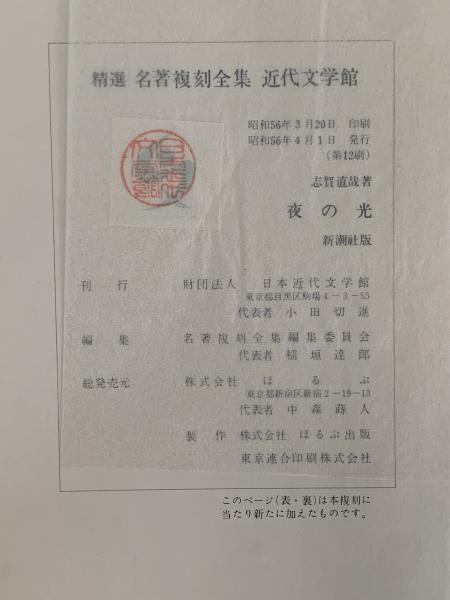 精選 名著複刻全集 近代文学館
昭和56年3月20日 印刷
昭和56年4月1日 発行
(第12刷)
志賀直哉著
夜の光
新潮社版
刊行 財団法人 日本近代文学館
東京都目黒区駒場4-3-55
代表者 小田切進
編集 名著複刻全集編集委員会
代表者 稲垣達郎
総発売元 株式会社 ほるぷ
東京都新宿区新宿2-19-13
代表者 中森蒔人
製作 株式会社 ほるぷ出版
東京連合印刷株式会社
このページ(表・裏)は本複刻に
当たり新たに加えたものです。